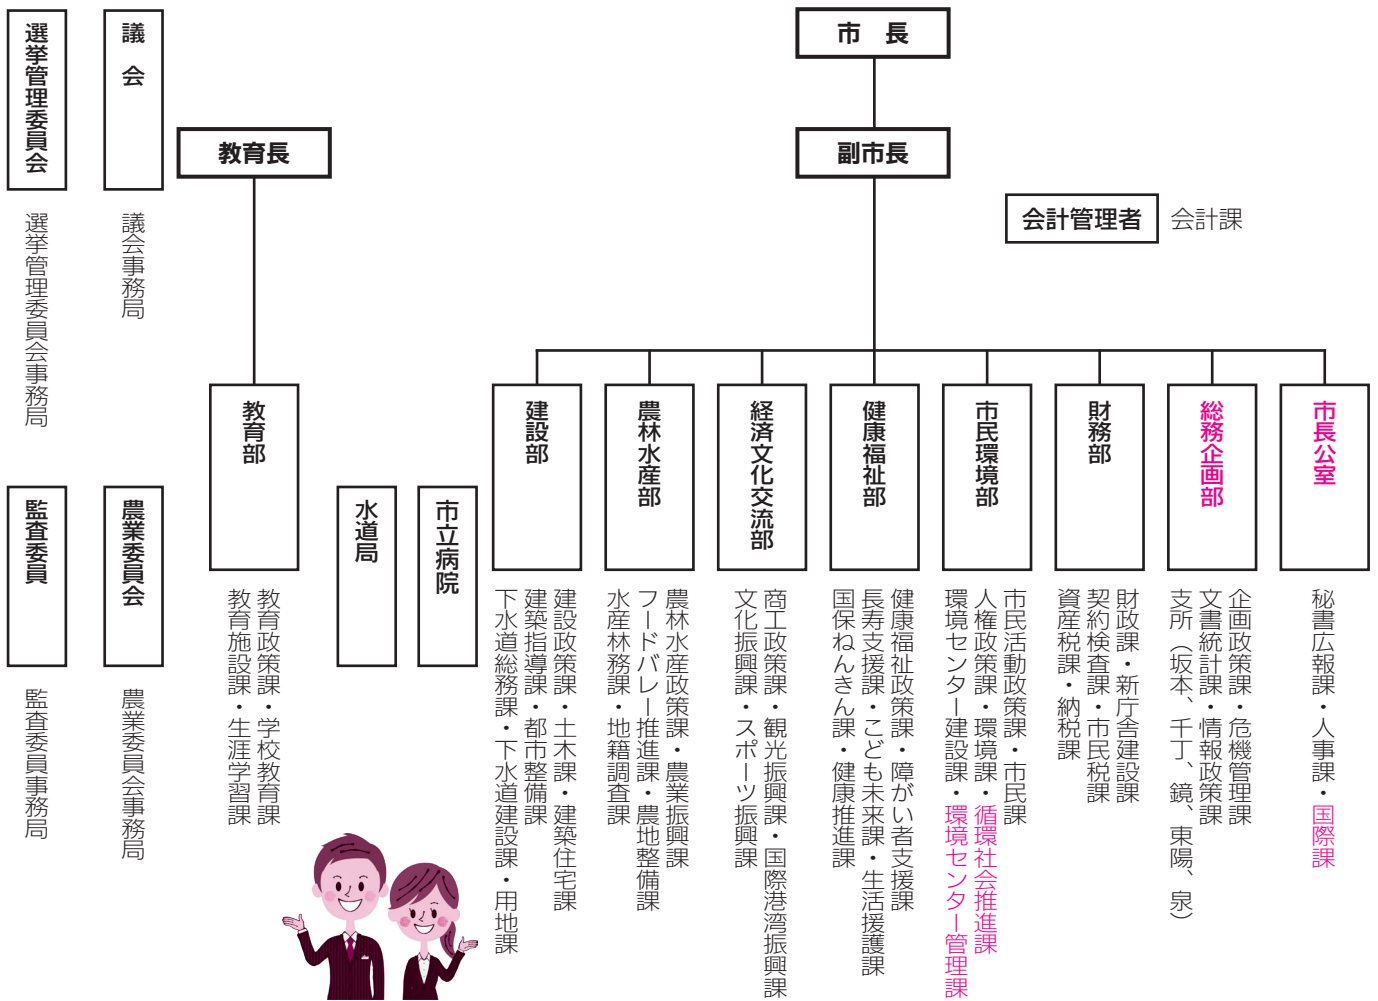 市　長
副市長
会計管理者
会計課
市長公室
秘書広報課・人事課・国際課
総務企画部
企画政策課・危機管理課
文書統計課・情報政策課
支所（坂本、千丁、鏡、東陽、泉）
財務部
財政課・新庁舎建設課
契約検査課・市民税課
資産税課・納税課
市民環境部
市民活動政策課・市民課
人権政策課・環境課・循環社会推進課
環境センター建設課・環境センター管理課
健康福祉部
健康福祉政策課・障がい者支援課
長寿支援課・こども未来課・生活援護課
国保ねんきん課・健康推進課
経済文化交流部
商工政策課・観光振興課・国際港湾振興課
文化振興課・スポーツ振興課
農林水産部
農林水産政策課・農業振興課
フードバレー推進課・農地整備課
水産林務課・地籍調査課
建設部
建設政策課・土木課・建築住宅課
建築指導課・都市整備課
下水道総務課・下水道建設課・用地課
市立病院
水道局
教育長
教育部
教育政策課・学校教育課
教育施設課・生涯学習課
議　会
議会事務局
選挙管理委員会
選挙管理委員会事務局
農業委員会
農業委員会事務局
監査委員
監査委員事務局